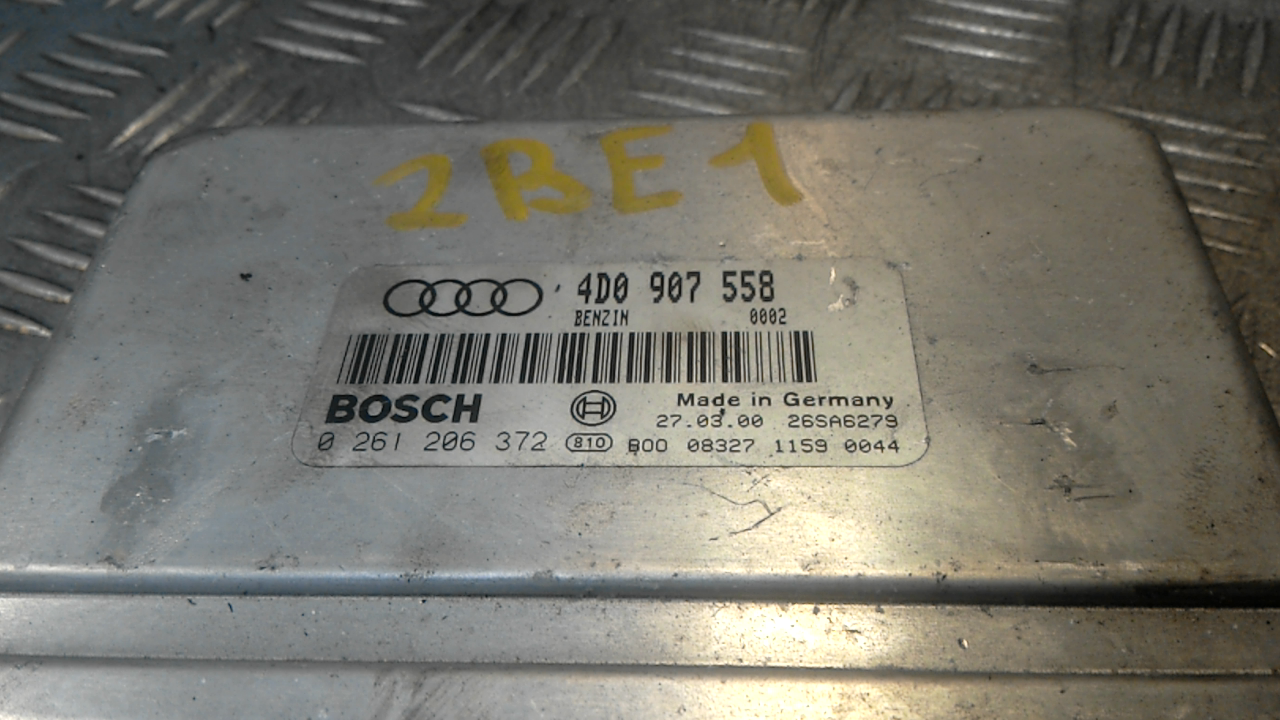 2BE1
4D0 907 558
BENZIN 0002
BOSCH Made in Germany
27.03.00 26SA6279
0 261 206 372 810 B00 08327 1159 0044